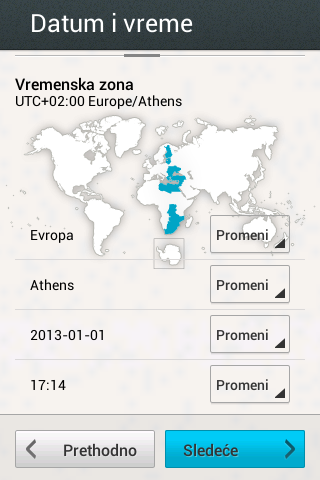 Datum i vreme
Vremenska zona
UTC+02:00 Europe/Athens
Evropa
Promeni
Athens
Promeni
2013-01-01
Promeni
17:14
Promeni
Prethodno
Sledeće